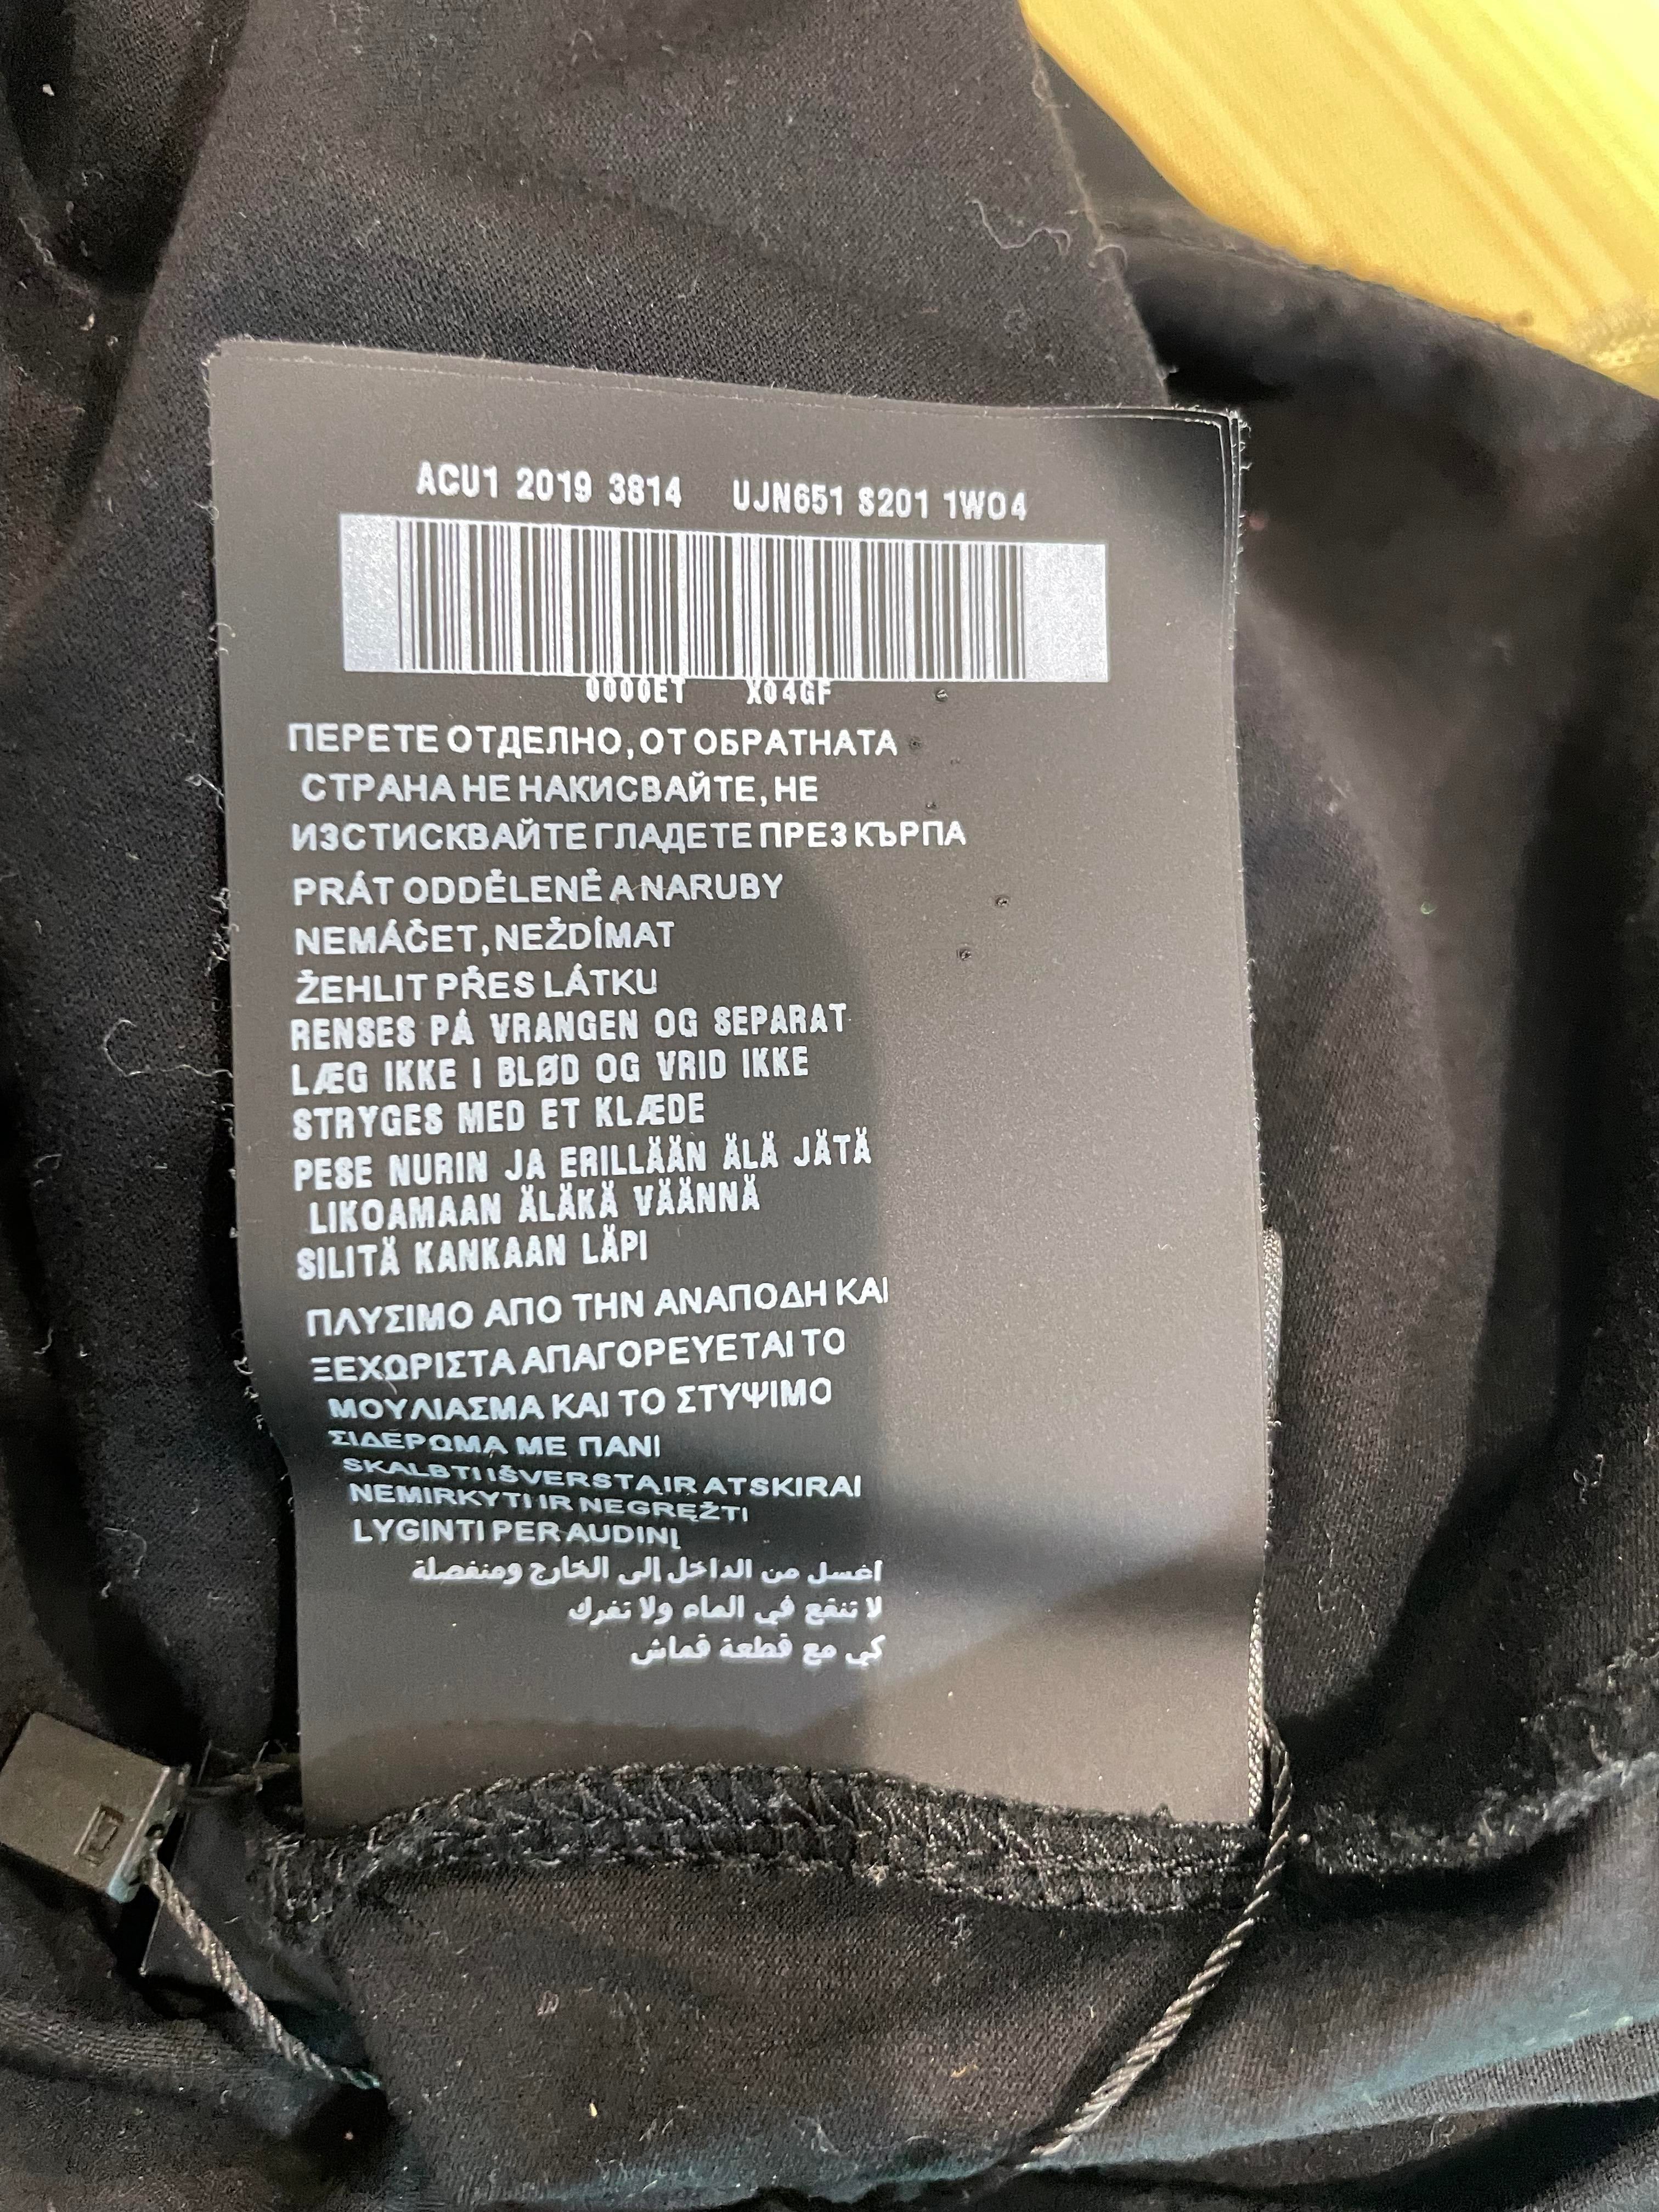 ACU1 2019 3814 UJN651 S201 1W04
0000ET X04GF
ПЕРЕТЕ ОТДЕЛНО, ОТ ОБРАТНАТА
СТРАНА НЕ НАКИСВАЙТЕ, НЕ
ИЗСТИСКВАЙТЕ ГЛАДЕТЕ ПРЕЗ КЪРПА
PRÁT ODDĚLENĚ A NARUBY
NEMÁČET, NEŽDÍMAT
ŽEHLIT PŘES LÁTKU
RENSES PÅ VRANGEN OG SEPARAT
LÆG IKKE I BLØD OG VRID IKKE
STRYGES MED ET KLÆDE
PESE NURIN JA ERILLÄÄN ÄLÄ JÄTÄ
LIKOAMAAN ÄLÄKÄ VÄÄNNÄ
SILITÄ KANKAAN LÄPI
ΠΛΥΣΙΜΟ ΑΠΟ ΤΗΝ ΑΝΑΠΟΔΗ ΚΑΙ
ΞΕΧΩΡΙΣΤΑ ΑΠΑΓΟΡΕΥΕΤΑΙ ΤΟ
ΜΟΥΛΙΑΣΜΑ ΚΑΙ ΤΟ ΣΤΥΨΙΜΟ
ΣΙΔΕΡΩΜΑ ΜΕ ΠΑΝΙ
SKALBTI IŠVERSTĄ IR ATSKIRAI
NEMIRKYTI IR NEGRĘŽTI
LYGINTI PER AUDINĮ
اغسل من الداخل إلى الخارج ومنفصلة
لا تنقع في الماء ولا تفرك
كي مع قطعة قماش